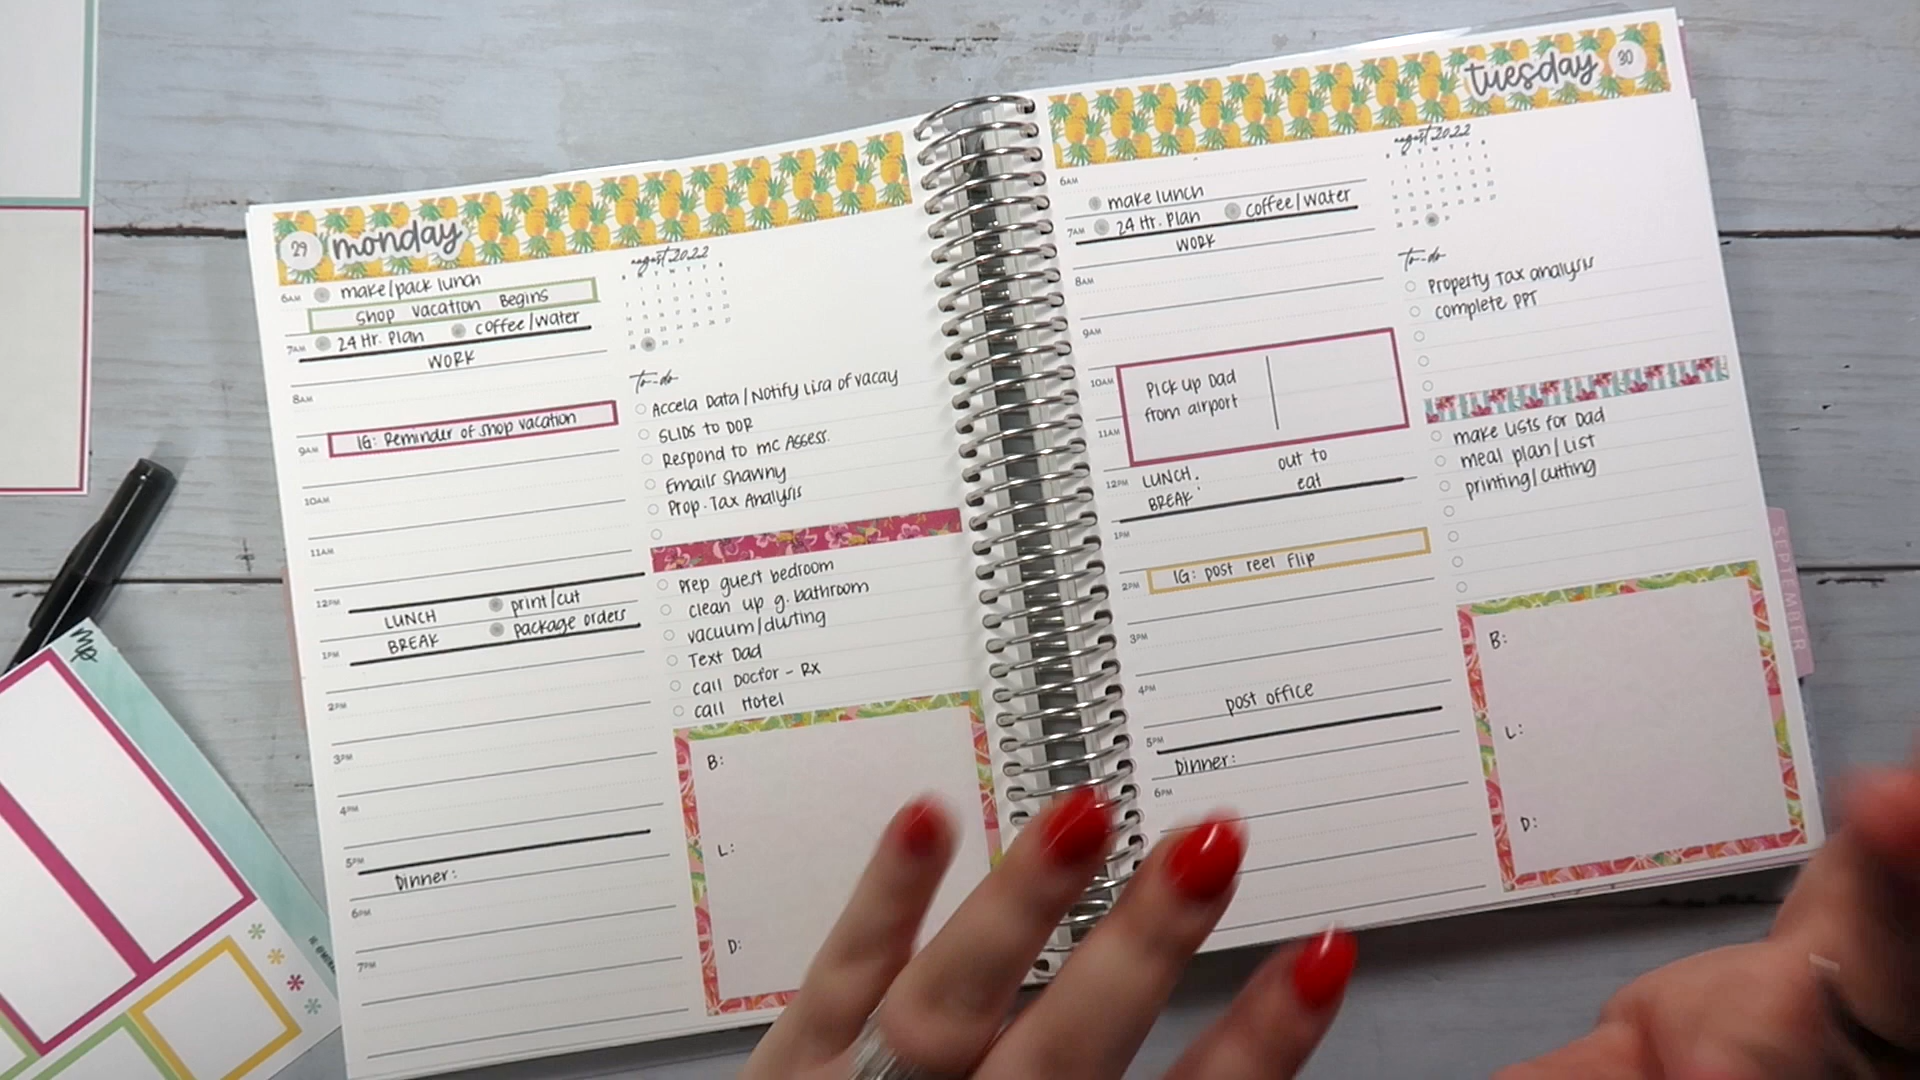 29 monday
6AM make/pack lunch
Shop vacation Begins
7AM 24 Hr. Plan coffee/water
WORK
8AM
9AM IG: Reminder of shop vacation
10AM
11AM
12PM
LUNCH print/cut
BREAK package orders
1PM
2PM
3PM
4PM
5PM
Dinner:
6PM
7PM
august 2022
to-do
Accela Data/Notify Lisa of vacay
SLIDS to DOR
Respond to MC Assess.
Emails Shawny
Prop. Tax Analysis
Prep guest bedroom
clean up g. bathroom
vacuum/dusting
Text Dad
call Doctor - Rx
call Hotel
B:
L:
D:
tuesday 30
6AM
make lunch
7AM 24 Hr. Plan coffee/water
WORK
8AM
9AM
10AM
Pick up Dad
from airport
11AM
12PM LUNCH out to
BREAK eat
1PM
2PM IG: post reel flip
3PM
4PM
post office
5PM
Dinner:
6PM
august 2022
to-do
Property Tax analysis
complete PPT
make lists for Dad
meal plan/list
printing/cutting
B:
L:
D:
SEPTEMBER